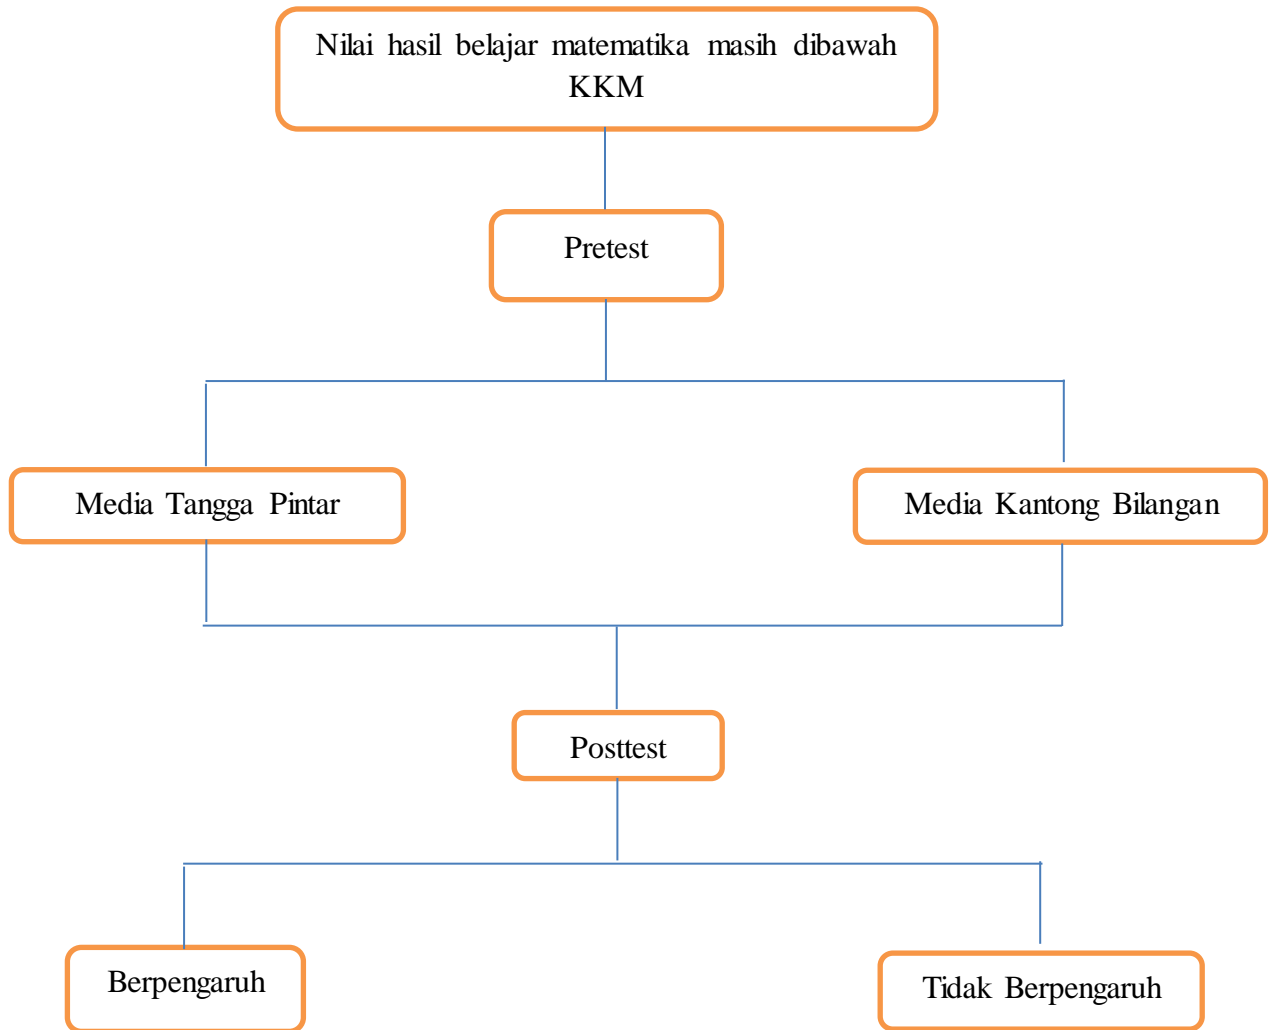 Nilai hasil belajar matematika masih dibawah
KKM
Pretest
Media Tangga Pintar
Media Kantong Bilangan
Posttest
Berpengaruh
Tidak Berpengaruh